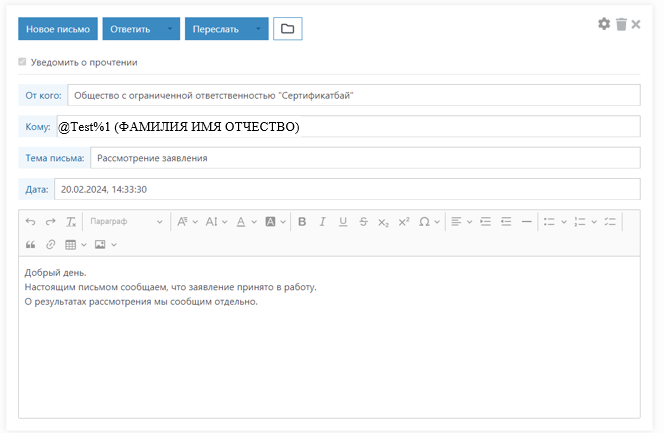 Новое письмо Ответить Переслать
Уведомить о прочтении
От кого: Общество с ограниченной ответственностью "Сертификатбай"
Кому: @Test%1 (ФАМИЛИЯ ИМЯ ОТЧЕСТВО)
Тема письма: Рассмотрение заявления
Дата: 20.02.2024, 14:33:30
Параграф
Добрый день.
Настоящим письмом сообщаем, что заявление принято в работу.
О результатах рассмотрения мы сообщим отдельно.